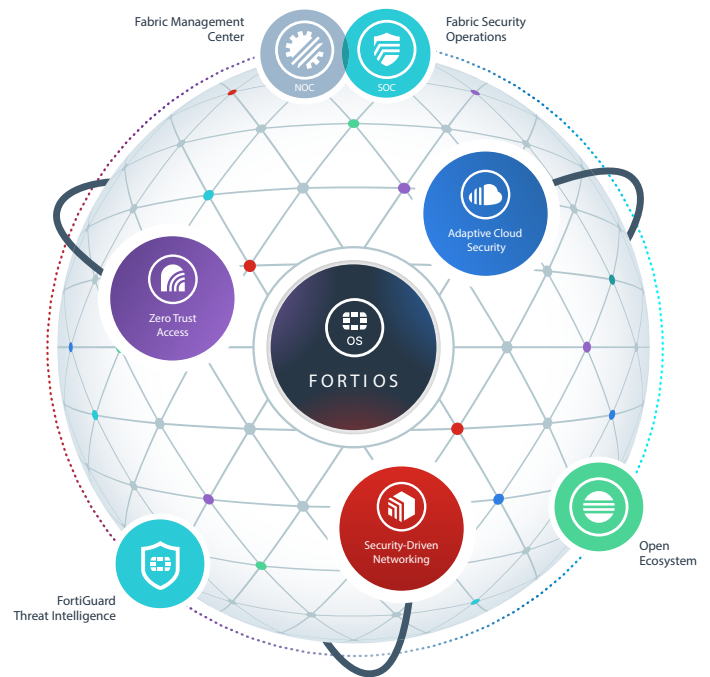 Fabric Management
Center
NOC
SOC
Fabric Security
Operations
Adaptive Cloud
Security
Zero Trust
Access
OS
FORTIOS
Security-Driven
Networking
Open
Ecosystem
FortiGuard
Threat Intelligence